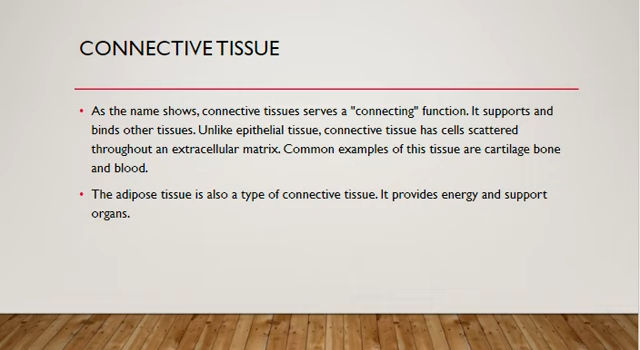 CONNECTIVE TISSUE
• As the name shows, connective tissues serves a "connecting" function. It supports and
binds other tissues. Unlike epithelial tissue, connective tissue has cells scattered
throughout an extracellular matrix. Common examples of this tissue are cartilage bone
and blood.
• The adipose tissue is also a type of connective tissue. It provides energy and support
organs.